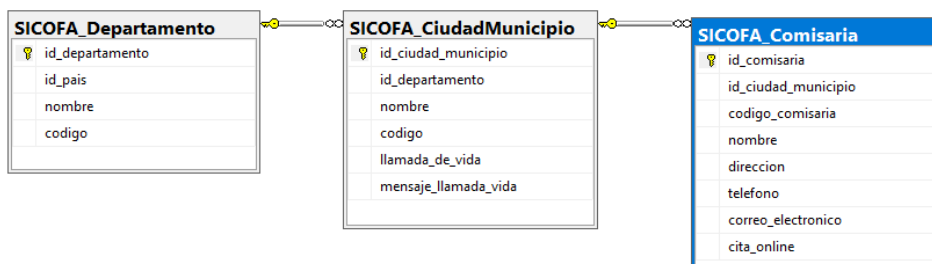 SICOFA_Departamento
id_departamento
id_pais
nombre
codigo
SICOFA_CiudadMunicipio
id_ciudad_municipio
id_departamento
nombre
codigo
llamada_de_vida
mensaje_llamada_vida
SICOFA_Comisaria
id_comisaria
id_ciudad_municipio
codigo_comisaria
nombre
direccion
telefono
correo_electronico
cita_online